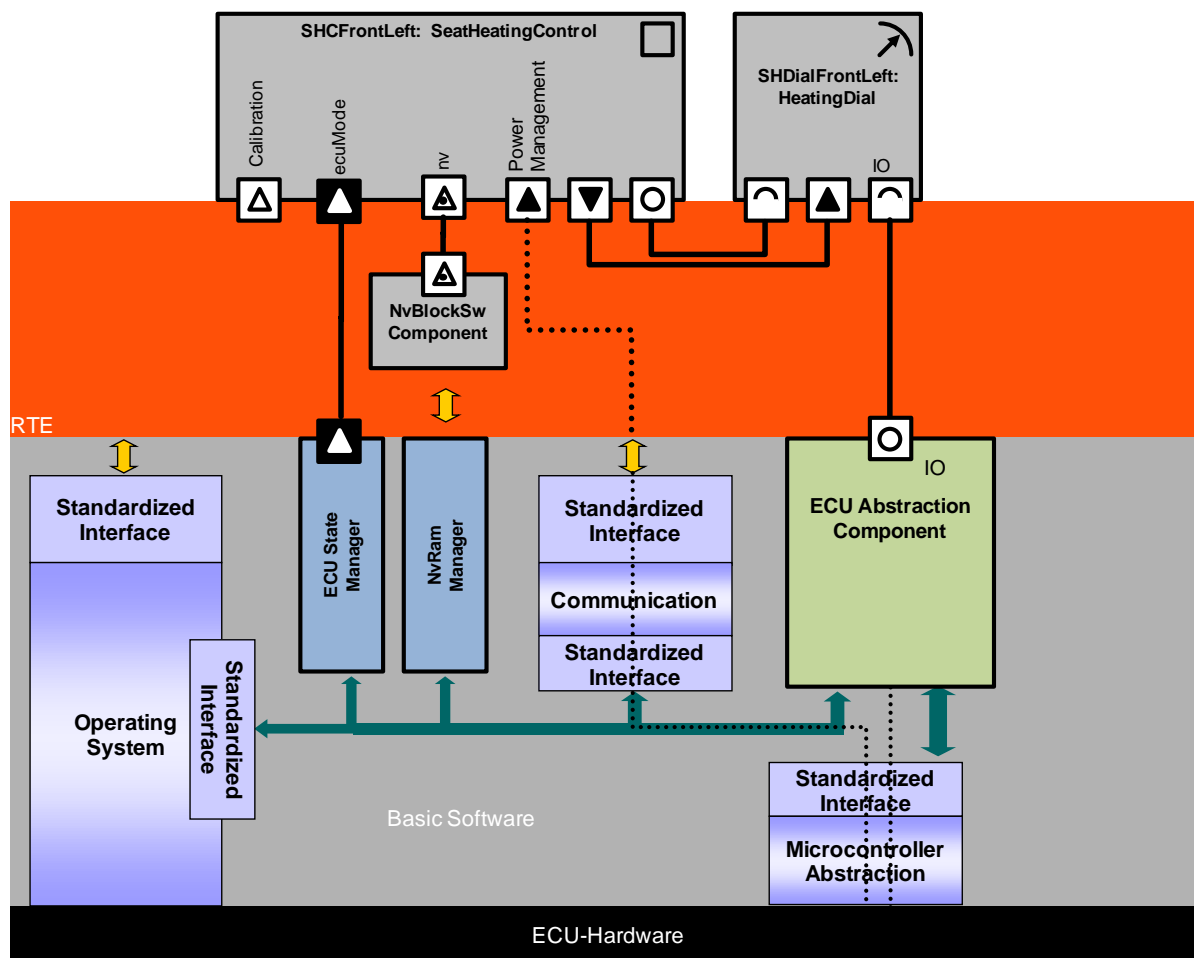 SHCFrontLeft: SeatHeatingControl
Calibration
ecuMode
nv
Power
Management
SHDialFrontLeft:
HeatingDial
IO
NvBlockSw
Component
RTE
Standardized
Interface
Operating
System
Standardized
Interface
ECU State
Manager
NvRam
Manager
Standardized
Interface
Communication
Standardized
Interface
IO
ECU Abstraction
Component
Standardized
Interface
Microcontroller
Abstraction
Basic Software
ECU-Hardware